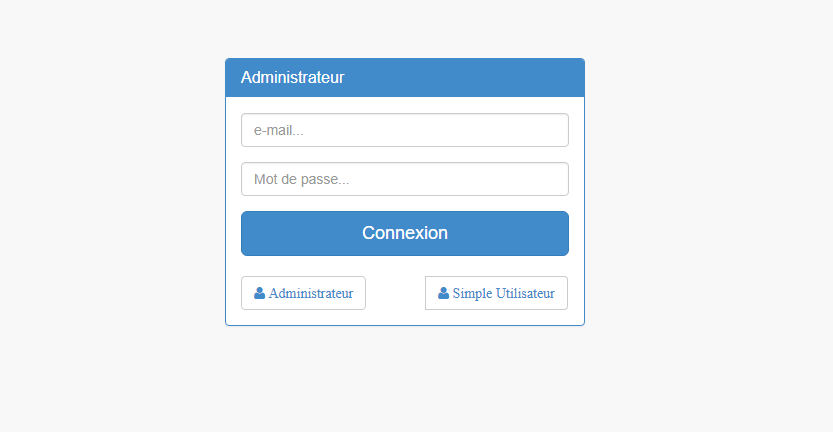 Administrateur
e-mail...
Mot de passe...
Connexion
Administrateur
Simple Utilisateur